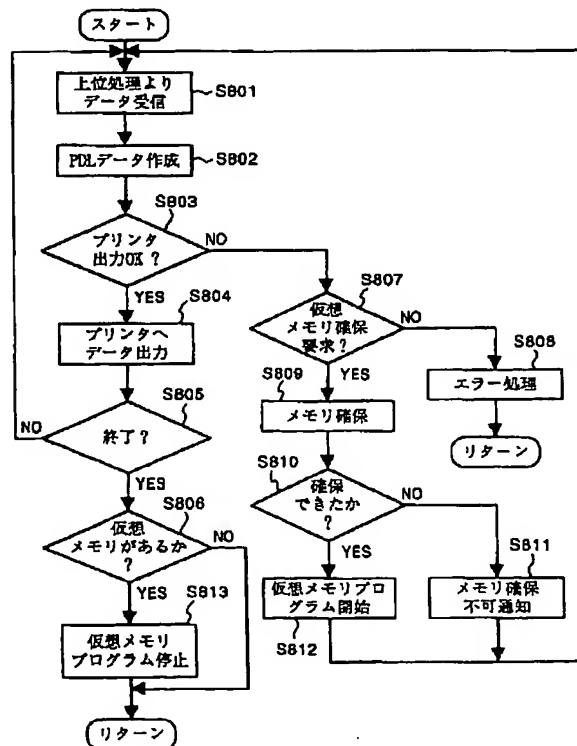 スタート
上位処理より
データ受信
S801
PDLデータ作成
S802
S803
プリンタ
出力OK?
NO
YES
S804
プリンタへ
データ出力
S805
終了?
NO
YES
S806
仮想
メモリがあるか
?
NO
YES
S813
仮想メモリ
プログラム停止
リターン
S807
仮想
メモリ確保
要求?
NO
YES
S808
エラー処理
リターン
S809
メモリ確保
S810
確保
できたか
?
NO
YES
S811
メモリ確保
不可通知
仮想メモリプロ
グラム開始
S812